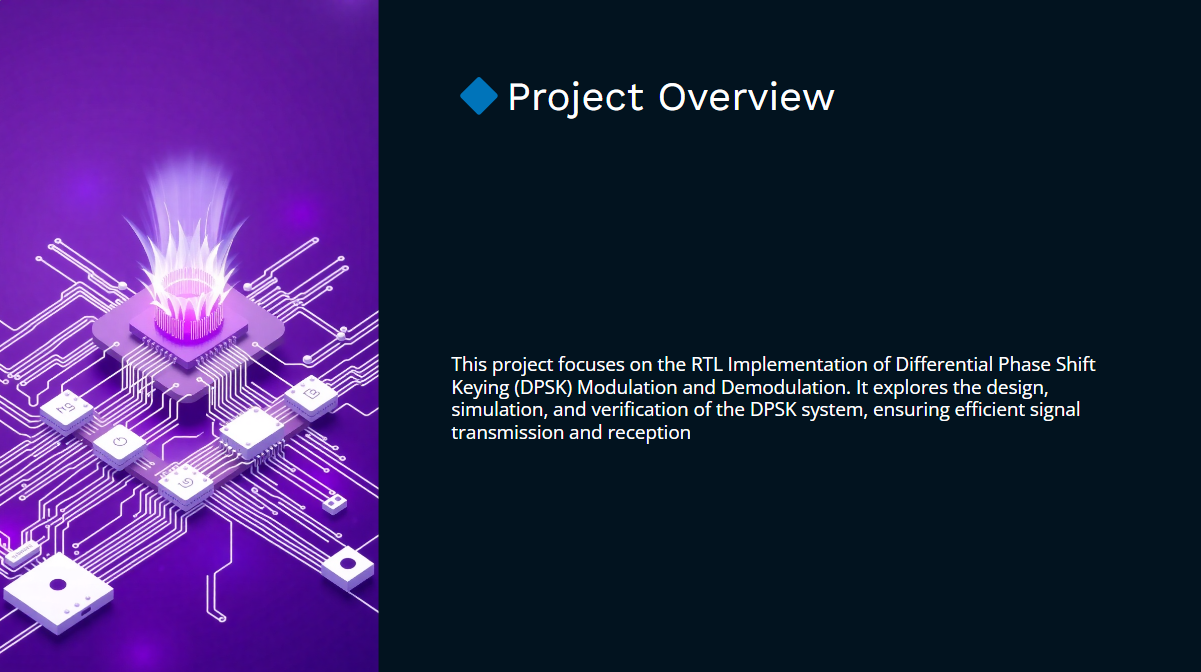 Project Overview
This project focuses on the RTL Implementation of Differential Phase Shift
Keying (DPSK) Modulation and Demodulation. It explores the design,
simulation, and verification of the DPSK system, ensuring efficient signal
transmission and reception